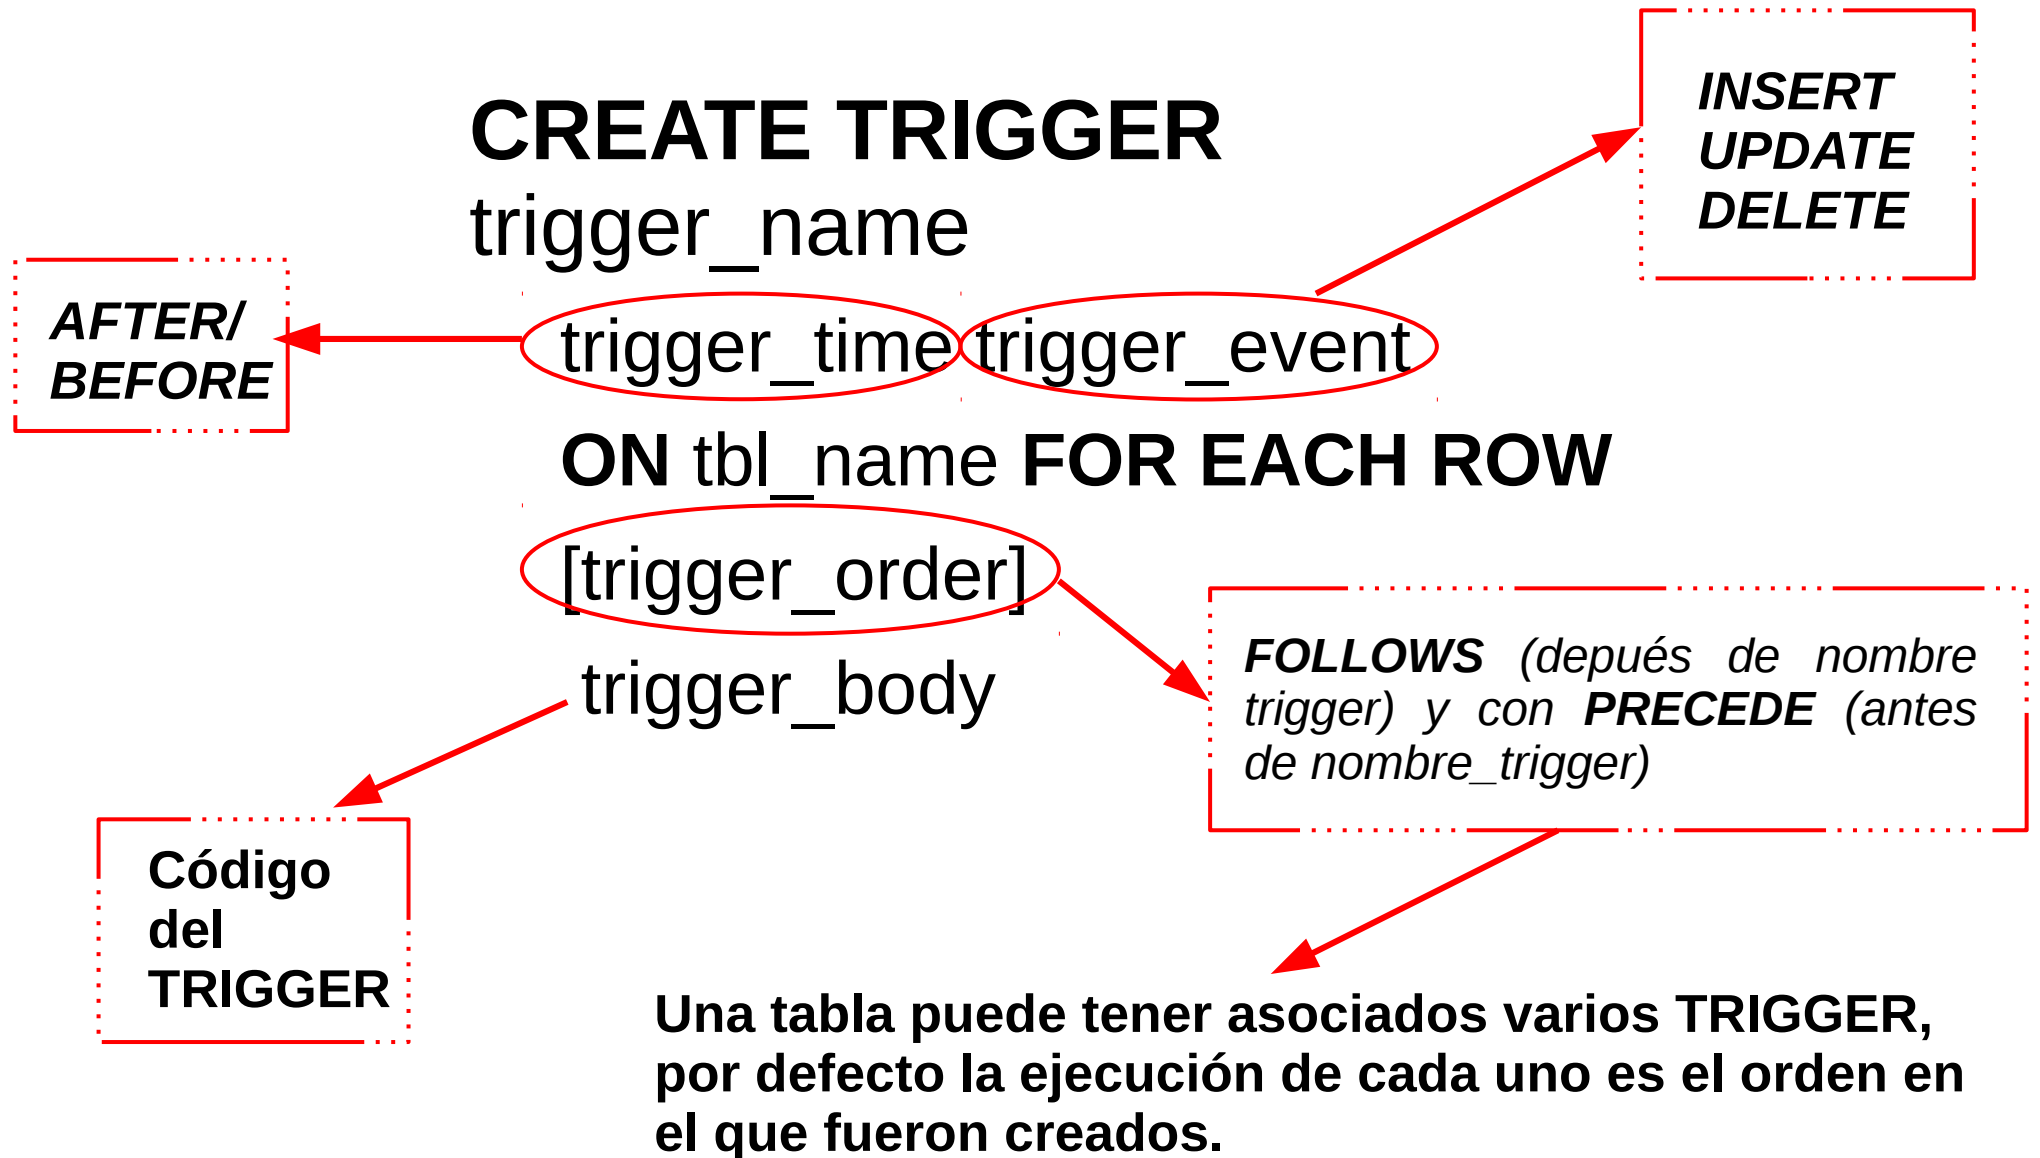 CREATE TRIGGER
trigger_name
trigger_time trigger_event
ON tbl_name FOR EACH ROW
[trigger_order]
trigger_body
INSERT
UPDATE
DELETE
AFTER/
BEFORE
FOLLOWS (depués de nombre
trigger) y con PRECEDE (antes
de nombre_trigger)
Código
del
TRIGGER
Una tabla puede tener asociados varios TRIGGER,
por defecto la ejecución de cada uno es el orden en
el que fueron creados.